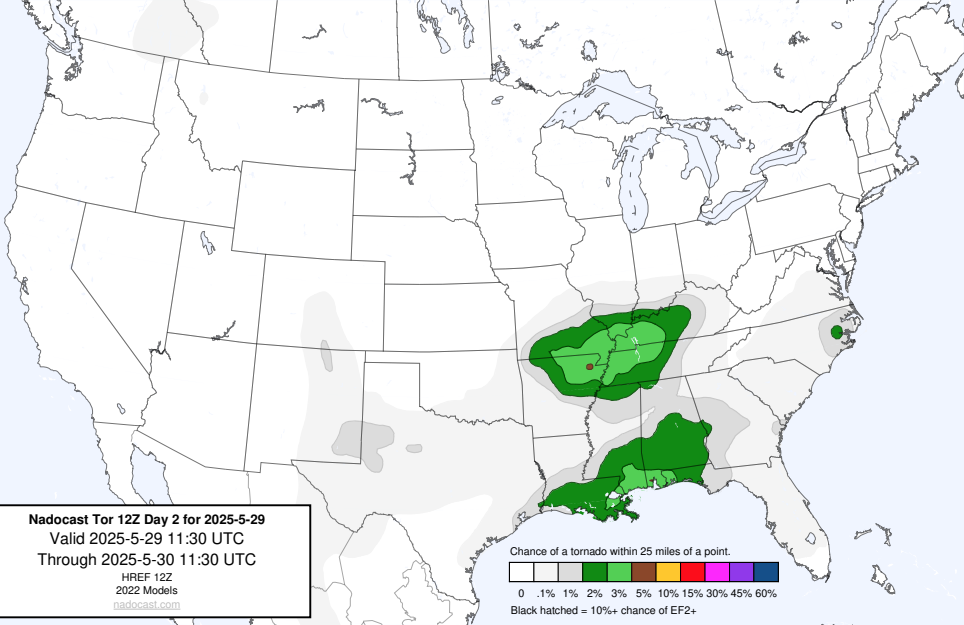 Nadocast Tor 12Z Day 2 for 2025-5-29
Valid 2025-5-29 11:30 UTC
Through 2025-5-30 11:30 UTC
HREF 12Z
2022 Models
nadocast.com
Chance of a tornado within 25 miles of a point.
0 .1% 1% 2% 3% 5% 10% 15% 30% 45% 60%
Black hatched = 10%+ chance of EF2+